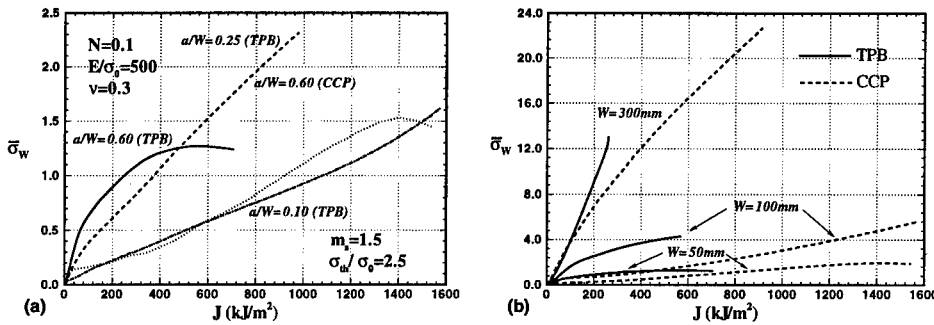 2.5
2.0
1.5
1.0
0.5
0.0
σ̃_W
N=0.1
E/σ₀=500
ν=0.3
a/W=0.25 (TPB)
a/W=0.60 (CCP)
a/W=0.60 (TPB)
a/W=0.10 (TPB)
mₛ=1.5
σ_th/ σ₀=2.5
0 200 400 600 800 1000 1200 1400 1600
J (kJ/m²)
(a)
24.0
20.0
16.0
12.0
8.0
4.0
0.0
σ̃_W
TPB
CCP
W=300mm
W=100mm
W=50mm
0 200 400 600 800 1000 1200 1400 1600
J (kJ/m²)
(b)